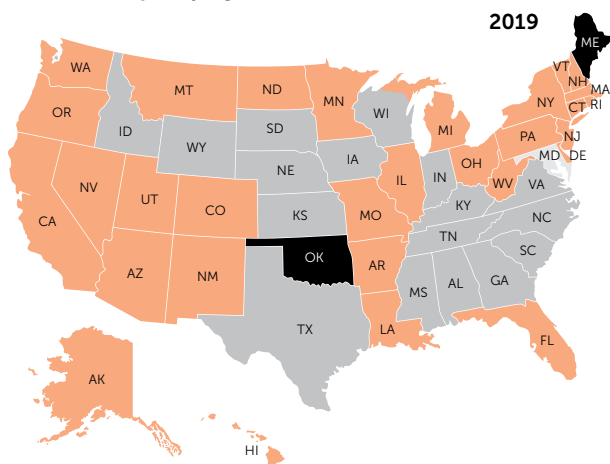 2019
ME
WA
VT
NH
MT
ND
MN
MA
OR
NY
RI
ID
SD
WI
MI
CT
WY
PA
NJ
IA
OH
MD
DE
NE
NV
IL
IN
WV
VA
UT
CO
KS
MO
KY
CA
NC
TN
OK
AR
SC
AZ
NM
MS
AL
GA
TX
LA
FL
AK
HI